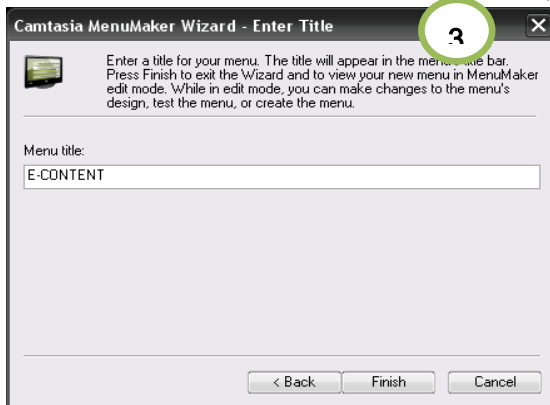 Camtasia MenuMaker Wizard - Enter Title
3
Enter a title for your menu. The title will appear in the menu's title bar.
Press Finish to exit the Wizard and to view your new menu in MenuMaker
edit mode. While in edit mode, you can make changes to the menu's
design, test the menu, or create the menu.
Menu title:
E-CONTENT
< Back
Finish
Cancel